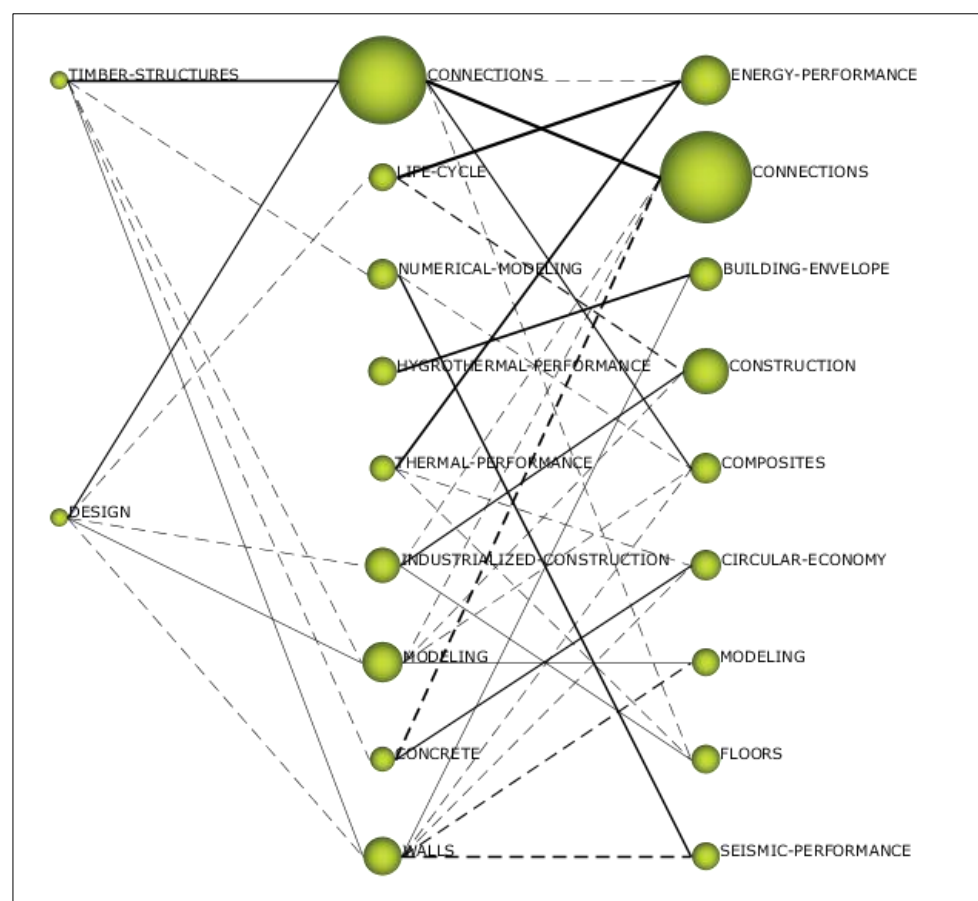 TIMBER-STRUCTURES
DESIGN
CONNECTIONS
LIFE-CYCLE
NUMERICAL-MODELING
HYGROTHERMAL-PERFORMANCE
THERMAL-PERFORMANCE
INDUSTRIALIZED-CONSTRUCTION
MODELING
CONCRETE
WALLS
ENERGY-PERFORMANCE
CONNECTIONS
BUILDING-ENVELOPE
CONSTRUCTION
COMPOSITES
CIRCULAR-ECONOMY
MODELING
FLOORS
SEISMIC-PERFORMANCE